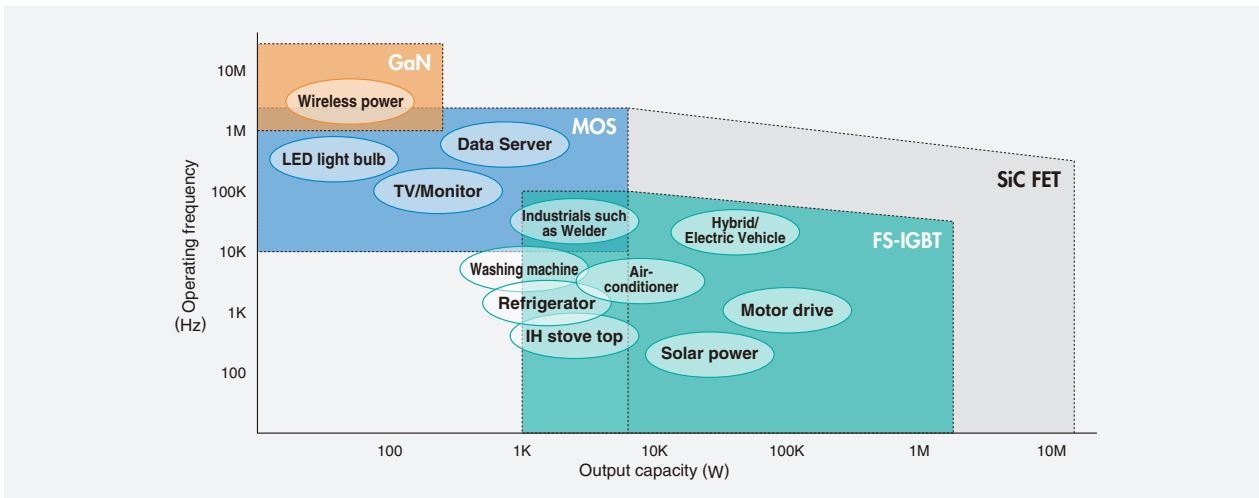 GaN
10M
Wireless power
MOS
1M
Data Server
LED light bulb
SiC FET
TV/Monitor
100K
Industrials such
as Welder
Hybrid/
Electric Vehicle
FS-IGBT
10K
Washing machine
Air-
conditioner
Refrigerator
Motor drive
1K
IH stove top
Solar power
100
Operating frequency
(Hz)
100
1K
10K
100K
1M
10M
Output capacity (W)